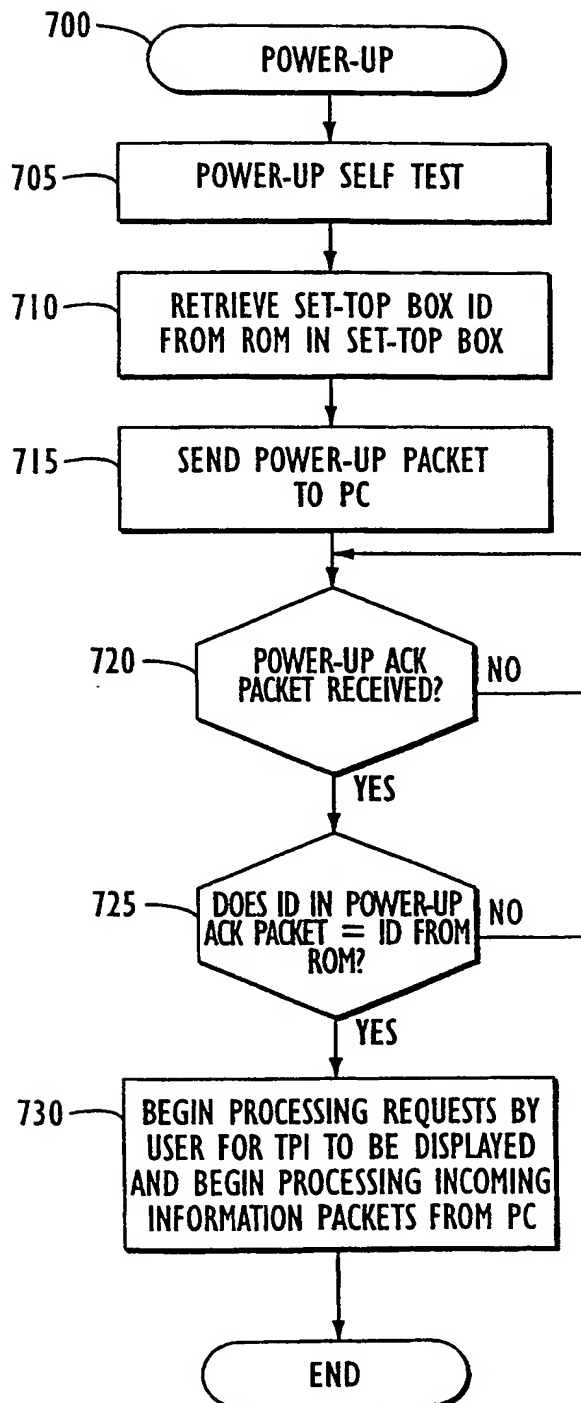 700
POWER-UP
705
POWER-UP SELF TEST
710
RETRIEVE SET-TOP BOX ID
FROM ROM IN SET-TOP BOX
715
SEND POWER-UP PACKET
TO PC
720
POWER-UP ACK
PACKET RECEIVED?
NO
YES
725
DOES ID IN POWER-UP
ACK PACKET = ID FROM
ROM?
NO
YES
730
BEGIN PROCESSING REQUESTS BY
USER FOR TPI TO BE DISPLAYED
AND BEGIN PROCESSING INCOMING
INFORMATION PACKETS FROM PC
END